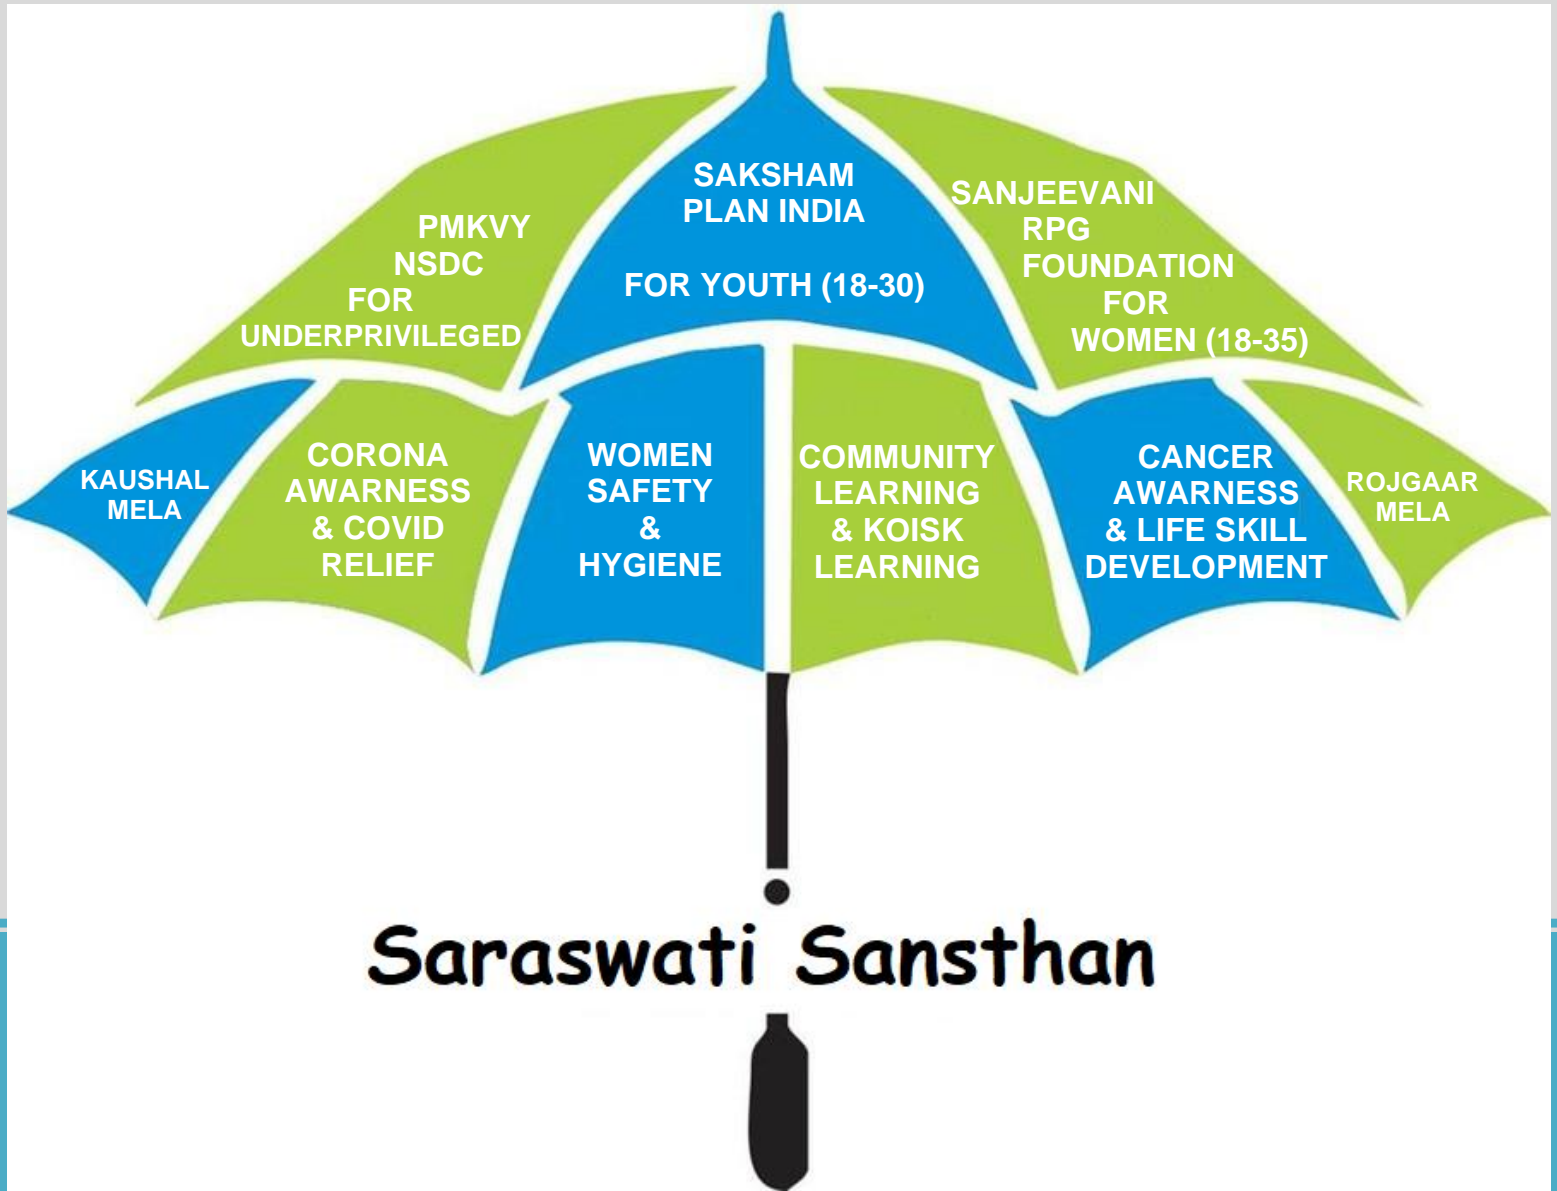 PMKVY
NSDC
FOR
UNDERPRIVILEGED
SAKSHAM
PLAN INDIA
FOR YOUTH (18-30)
SANJEEVANI
RPG
FOUNDATION
FOR
WOMEN (18-35)
KAUSHAL
MELA
CORONA
AWARNESS
& COVID
RELIEF
WOMEN
SAFETY
&
HYGIENE
COMMUNITY
LEARNING
& KOISK
LEARNING
CANCER
AWARNESS
& LIFE SKILL
DEVELOPMENT
ROJGAAR
MELA
Saraswati Sansthan